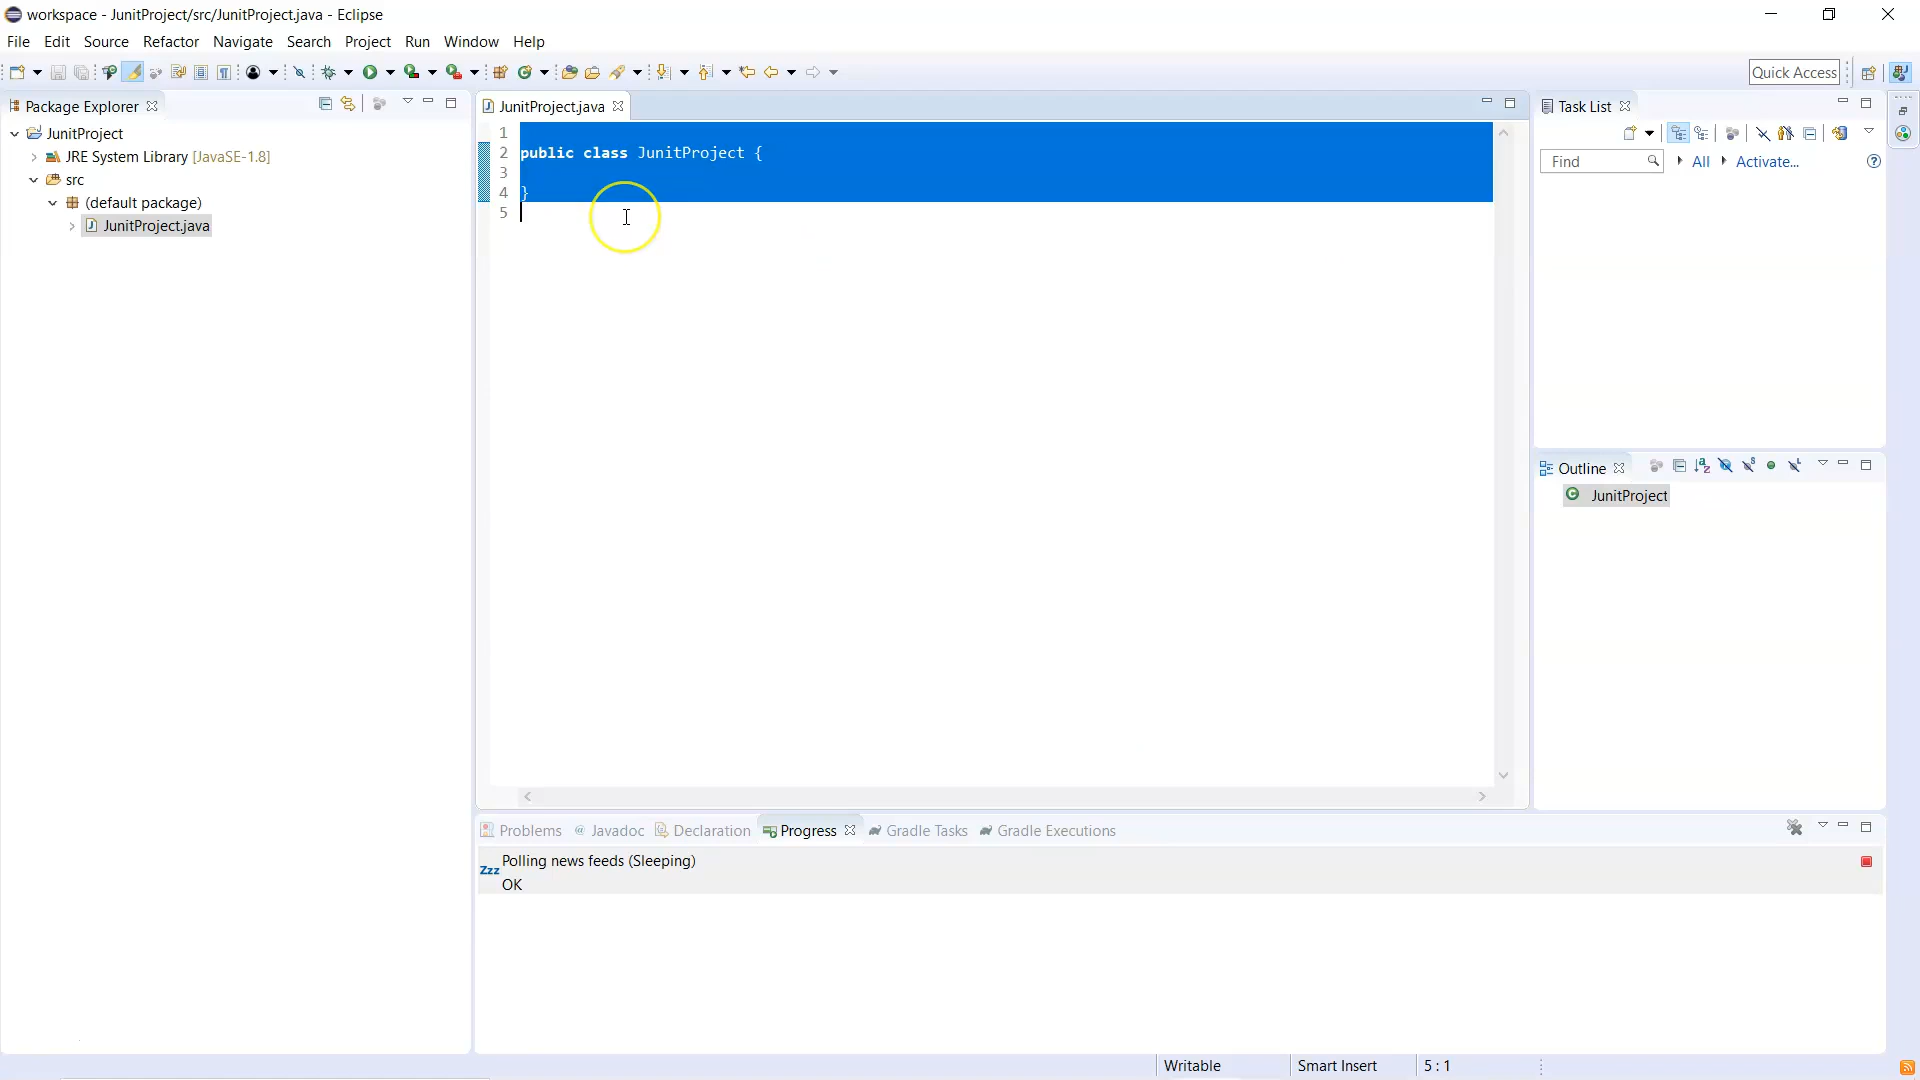 workspace - JunitProject/src/JunitProject.java - Eclipse
File Edit Source Refactor Navigate Search Project Run Window Help
Quick Access
Package Explorer
JunitProject
JRE System Library [JavaSE-1.8]
src
(default package)
JunitProject.java
JunitProject.java
1
2 public class JunitProject {
3
4 }
5
Task List
Find All Activate...
Outline
JunitProject
Problems Javadoc Declaration Progress Gradle Tasks Gradle Executions
Zzz Polling news feeds (Sleeping)
OK
Writable Smart Insert 5 : 1